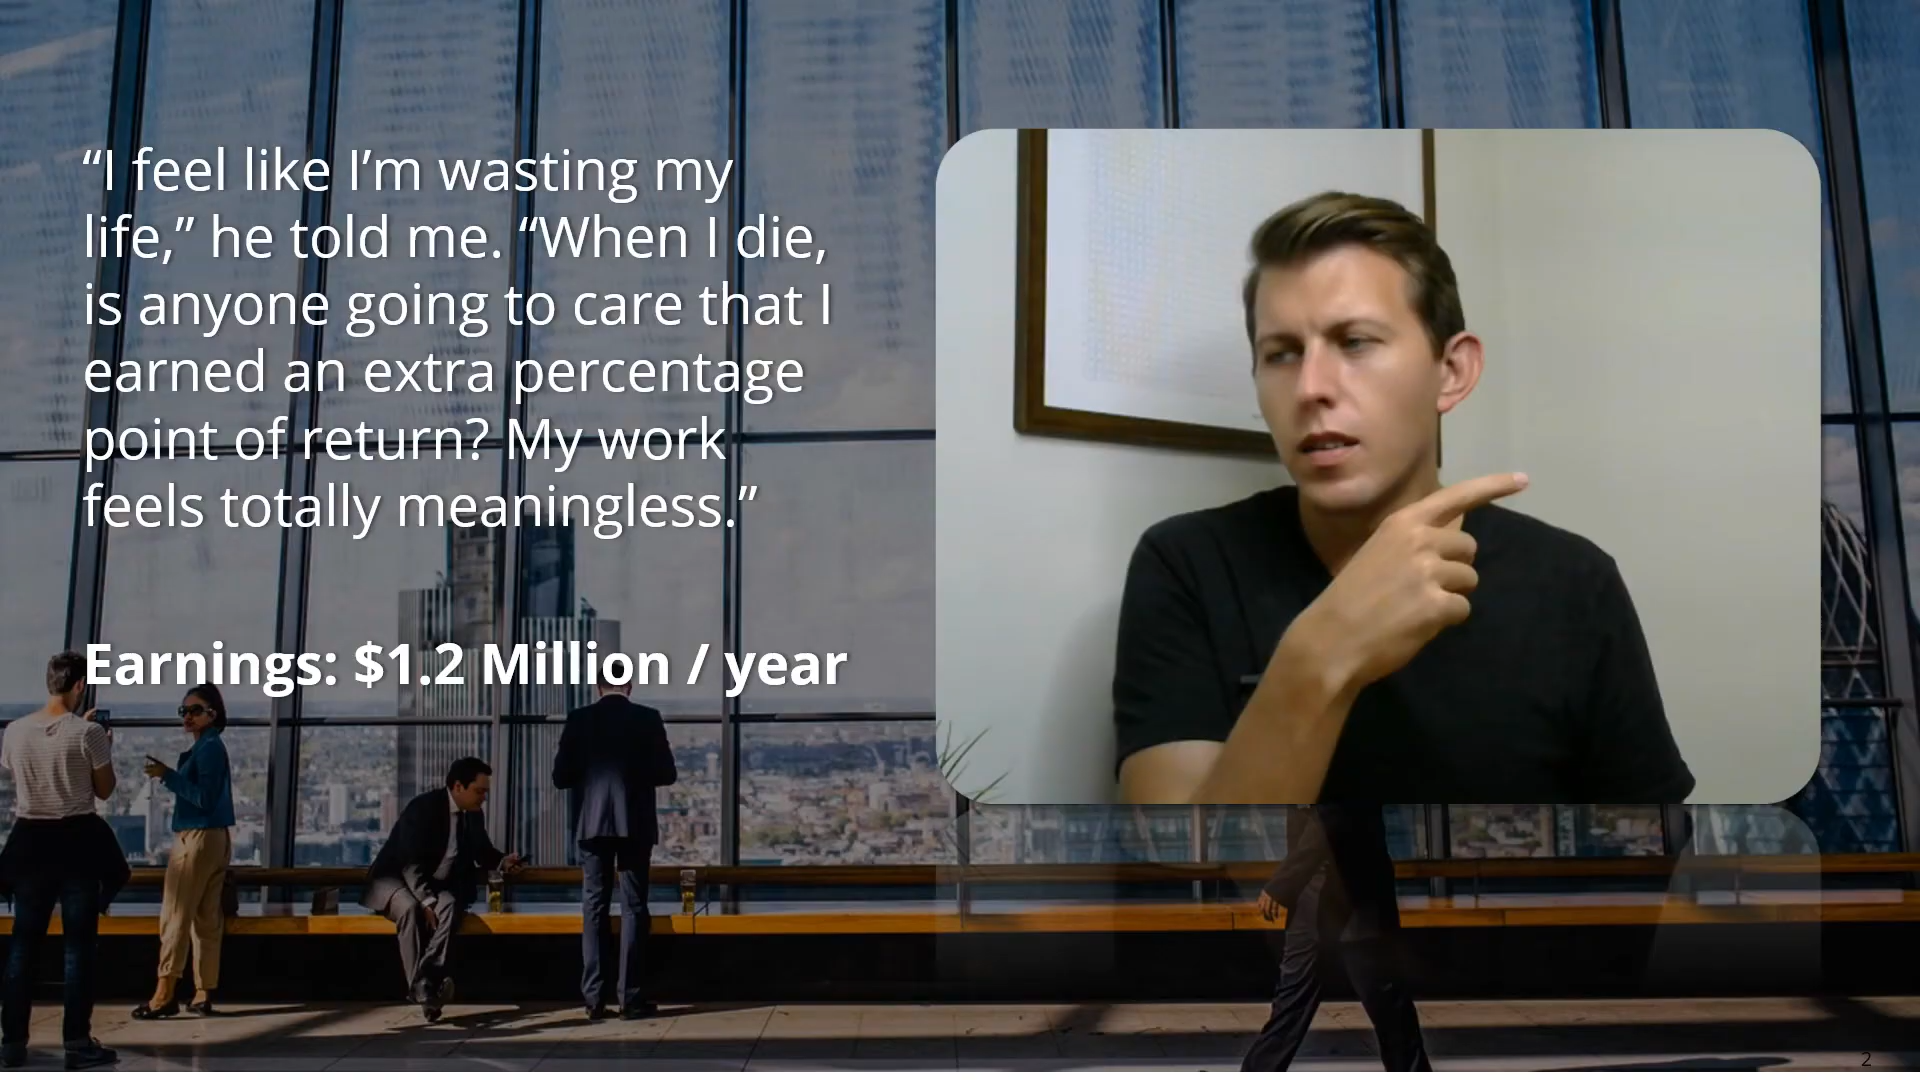 “I feel like I’m wasting my
life,” he told me. “When I die,
is anyone going to care that I
earned an extra percentage
point of return? My work
feels totally meaningless.”
Earnings: $1.2 Million / year
2